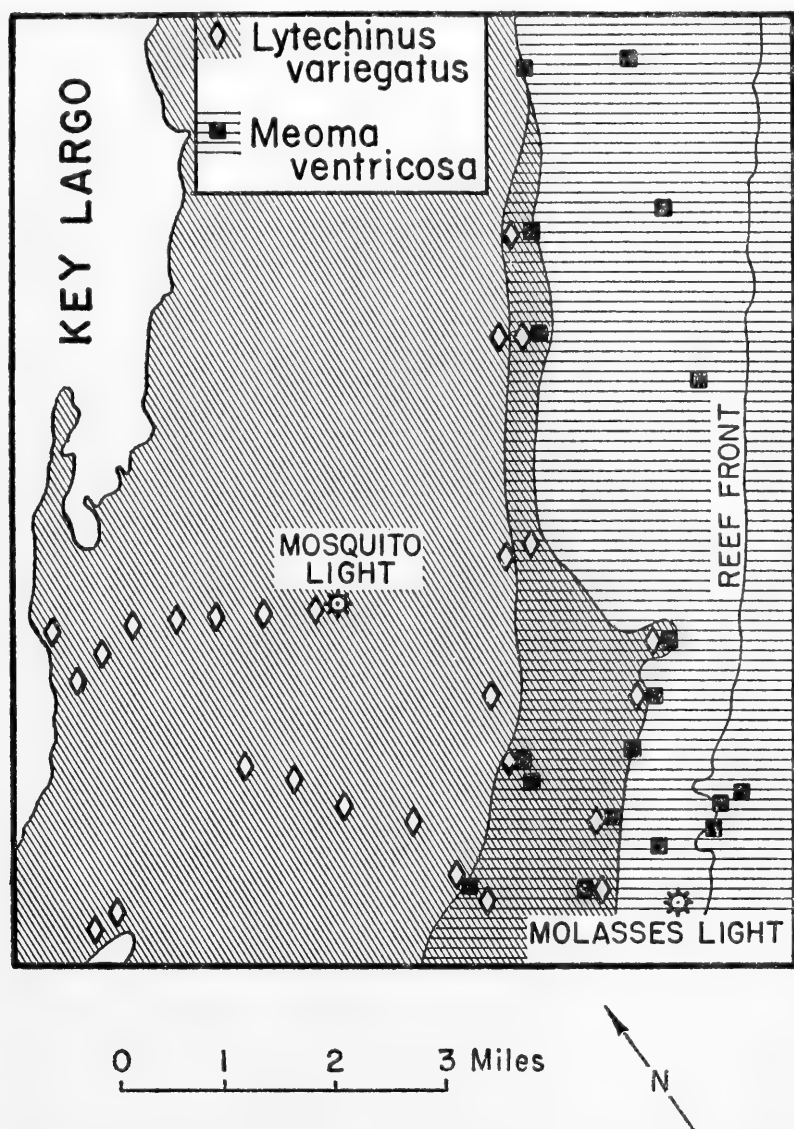 Lytechinus
variegatus
Meoma
ventricosa
KEY LARGO
REEF FRONT
MOSQUITO
LIGHT
MOLASSES LIGHT
0 1 2 3 Miles
N